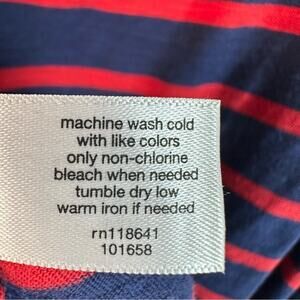 machine wash cold
with like colors
only non-chlorine
bleach when needed
tumble dry low
warm iron if needed
rn118641
101658